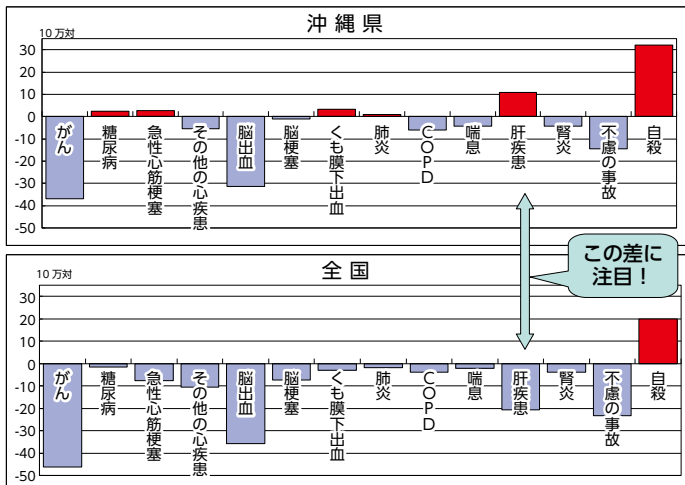 沖縄県
10万対
30
20
10
0
-10
-20
-30
-40
-50
がん
糖尿病
急性心筋梗塞
その他の心疾患
脳出血
脳梗塞
くも膜下出血
肺炎
COPD
喘息
肝疾患
腎炎
不慮の事故
自殺
この差に
注目！
全国
10万対
30
20
10
0
-10
-20
-30
-40
-50
がん
糖尿病
急性心筋梗塞
その他の心疾患
脳出血
脳梗塞
くも膜下出血
肺炎
COPD
喘息
肝疾患
腎炎
不慮の事故
自殺